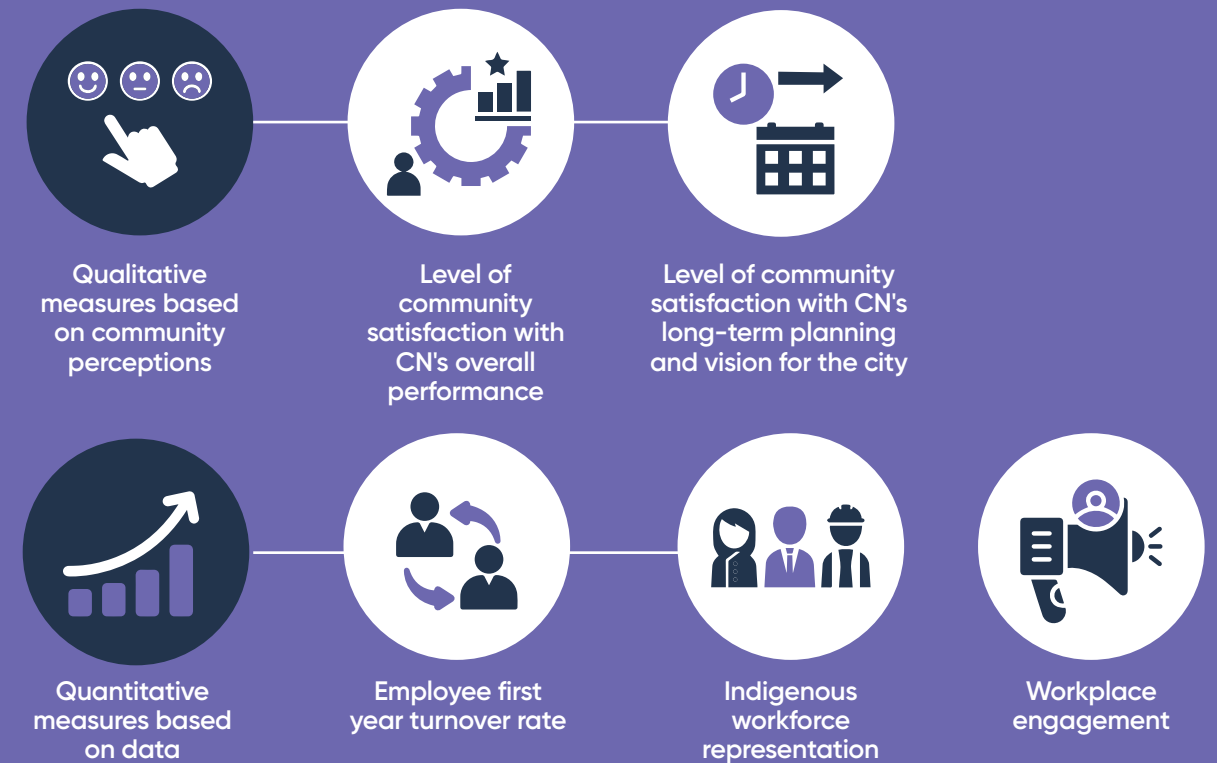 Qualitative
measures based
on community
perceptions
Level of
community
satisfaction with
CN's overall
performance
Level of community
satisfaction with CN's
long-term planning
and vision for the city
Quantitative
measures based
on data
Employee first
year turnover rate
Indigenous
workforce
representation
Workplace
engagement